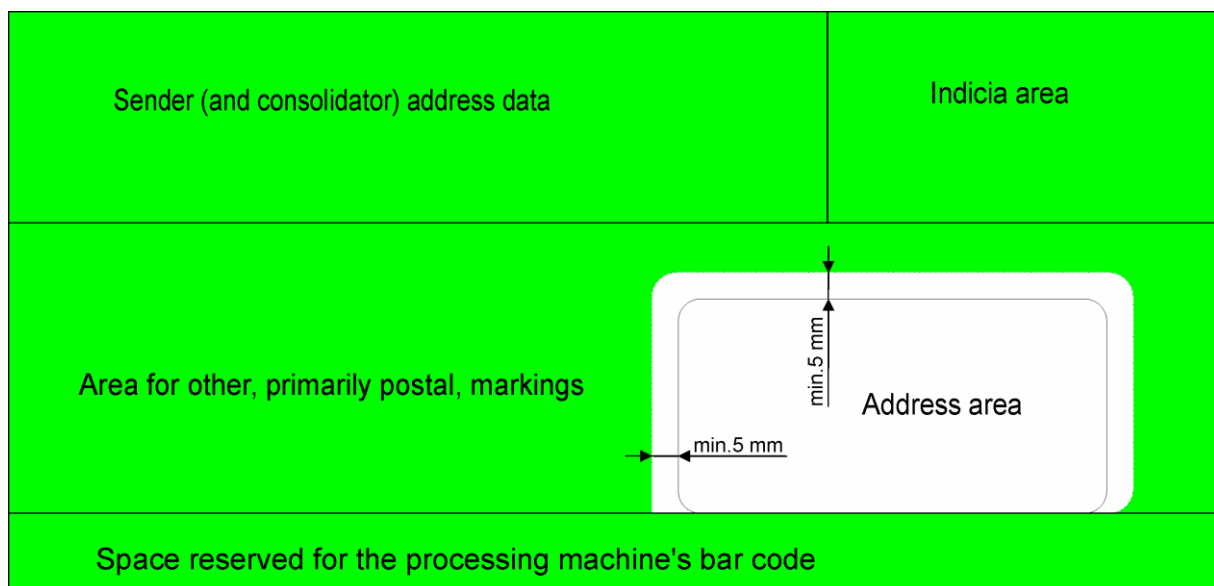 Sender (and consolidator) address data
Indicia area
min.5 mm
Area for other, primarily postal, markings
Address area
min.5 mm
Space reserved for the processing machine's bar code